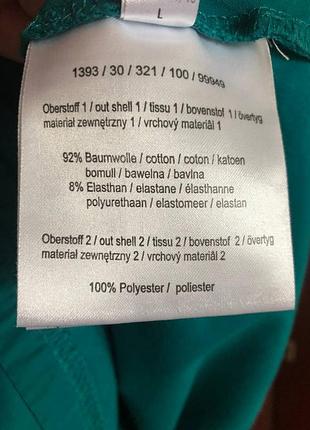 L
1393 / 30 / 321 / 100 / 99949
Oberstoff 1 / out shell 1 / tissu 1 / bovenstof 1 / övertyg
materiał zewnętrzny 1 / vrchový materiál 1
92% Baumwolle / cotton / coton / katoen
bomull / bawełna / bavlna
8% Elasthan / elastane / élasthanne
polyurethaan / elastomeer / elastan
Oberstoff 2 / out shell 2 / tissu 2 / bovenstof 2 / övertyg
materiał zewnętrzny 2 / vrchový materiál 2
100% Polyester / poliester